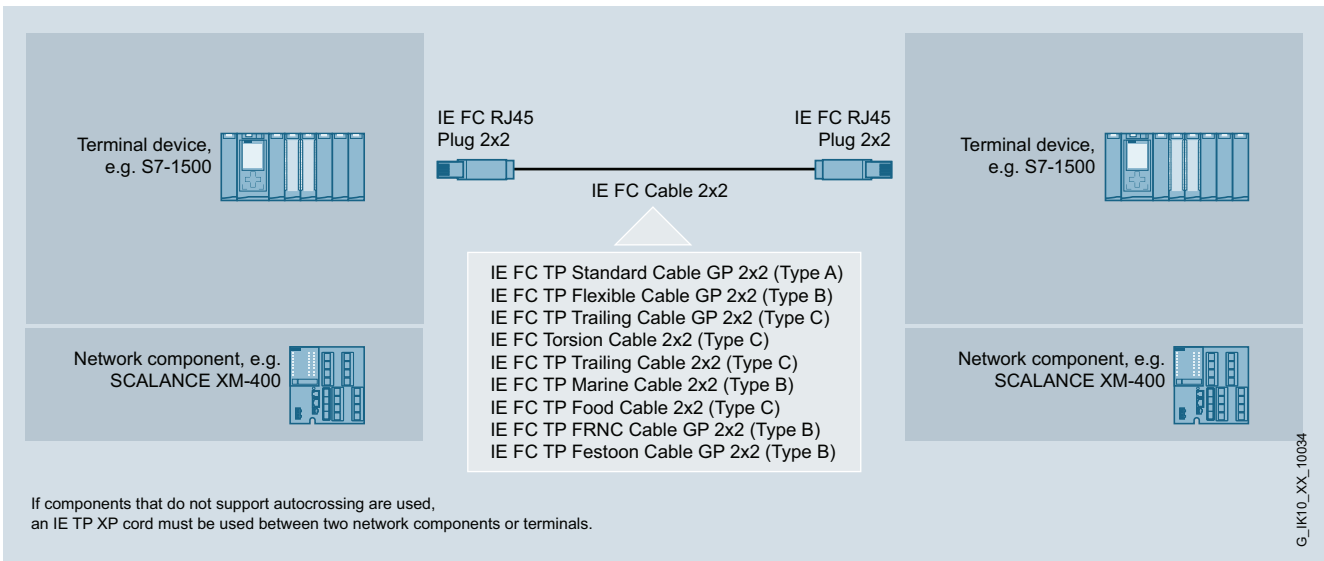 Terminal device,
e.g. S7-1500
IE FC RJ45
Plug 2x2
IE FC RJ45
Plug 2x2
Terminal device,
e.g. S7-1500
IE FC Cable 2x2
IE FC TP Standard Cable GP 2x2 (Type A)
IE FC TP Flexible Cable GP 2x2 (Type B)
IE FC TP Trailing Cable GP 2x2 (Type C)
IE FC Torsion Cable 2x2 (Type C)
IE FC TP Trailing Cable 2x2 (Type C)
IE FC TP Marine Cable 2x2 (Type B)
IE FC TP Food Cable 2x2 (Type C)
IE FC TP FRNC Cable GP 2x2 (Type B)
IE FC TP Festoon Cable GP 2x2 (Type B)
Network component, e.g.
SCALANCE XM-400
Network component, e.g.
SCALANCE XM-400
If components that do not support autocrossing are used,
an IE TP XP cord must be used between two network components or terminals.
G_IK10_XX_10034